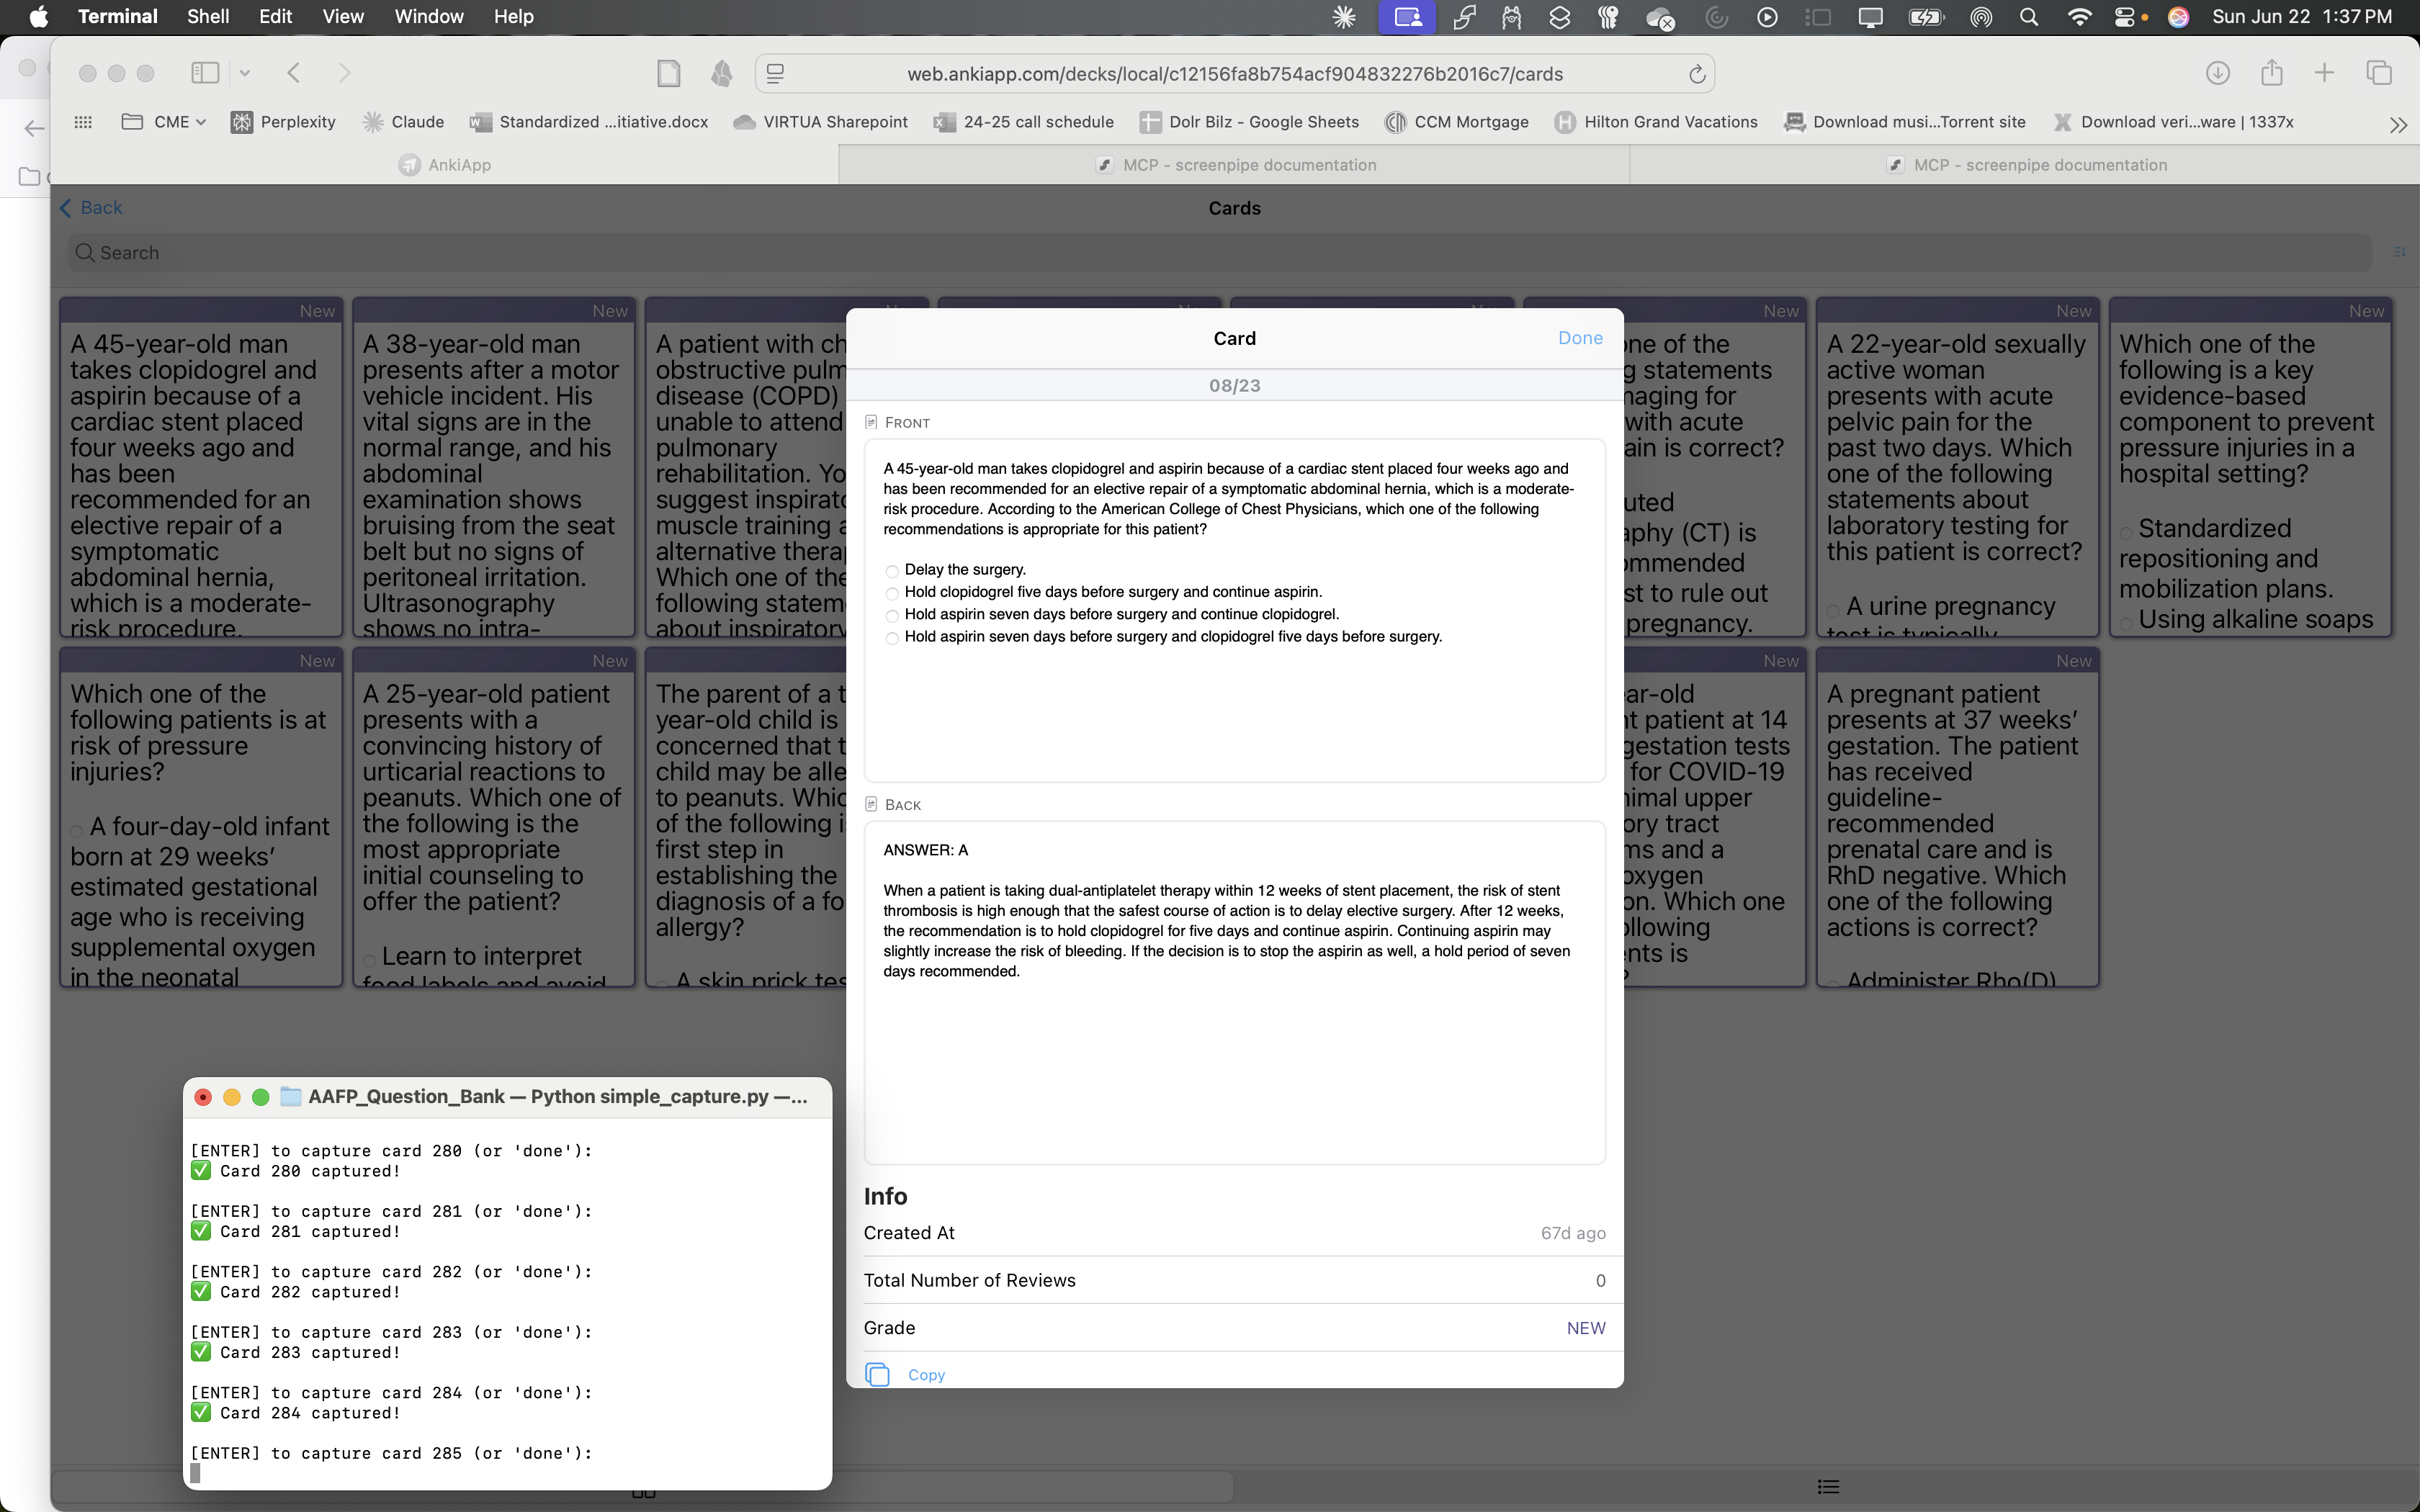 Terminal Shell Edit View Window Help Sun Jun 22 1:37 PM
web.ankiapp.com/decks/local/c12156fa8b754acf904832276b2016c7/cards
CME Perplexity Claude Standardized ...itiative.docx VIRTUA Sharepoint 24-25 call schedule Dolr Bilz - Google Sheets CCM Mortgage Hilton Grand Vacations Download musi...Torrent site Download veri...ware | 1337x
AnkiApp MCP - screenpipe documentation MCP - screenpipe documentation
Back Cards
Search
New
A 45-year-old man
takes clopidogrel and
aspirin because of a
cardiac stent placed
four weeks ago and
has been
recommended for an
elective repair of a
symptomatic
abdominal hernia,
which is a moderate-
risk procedure.
New
A 38-year-old man
presents after a motor
vehicle incident. His
vital signs are in the
normal range, and his
abdominal
examination shows
bruising from the seat
belt but no signs of
peritoneal irritation.
Ultrasonography
shows no intra-
A patient with ch
obstructive pulm
disease (COPD)
unable to attend
pulmonary
rehabilitation. Yo
suggest inspirato
muscle training a
alternative thera
Which one of the
following statem
about inspiratory
New
one of the
g statements
maging for
with acute
ain is correct?
uted
aphy (CT) is
mmended
st to rule out
pregnancy.
New
A 22-year-old sexually
active woman
presents with acute
pelvic pain for the
past two days. Which
one of the following
statements about
laboratory testing for
this patient is correct?
A urine pregnancy
test is typically
New
Which one of the
following is a key
evidence-based
component to prevent
pressure injuries in a
hospital setting?
Standardized
repositioning and
mobilization plans.
Using alkaline soaps
New
Which one of the
following patients is at
risk of pressure
injuries?
A four-day-old infant
born at 29 weeks'
estimated gestational
age who is receiving
supplemental oxygen
in the neonatal
New
A 25-year-old patient
presents with a
convincing history of
urticarial reactions to
peanuts. Which one of
the following is the
most appropriate
initial counseling to
offer the patient?
Learn to interpret
food labels and avoid
The parent of a t
year-old child is
concerned that t
child may be alle
to peanuts. Whic
of the following i
first step in
establishing the
diagnosis of a fo
allergy?
A skin prick tes
New
ar-old
t patient at 14
gestation tests
for COVID-19
nimal upper
ory tract
ms and a
oxygen
on. Which one
ollowing
nts is
?
New
A pregnant patient
presents at 37 weeks'
gestation. The patient
has received
guideline-
recommended
prenatal care and is
RhD negative. Which
one of the following
actions is correct?
Administer Rho(D)
Card Done
08/23
FRONT
A 45-year-old man takes clopidogrel and aspirin because of a cardiac stent placed four weeks ago and
has been recommended for an elective repair of a symptomatic abdominal hernia, which is a moderate-
risk procedure. According to the American College of Chest Physicians, which one of the following
recommendations is appropriate for this patient?
Delay the surgery.
Hold clopidogrel five days before surgery and continue aspirin.
Hold aspirin seven days before surgery and continue clopidogrel.
Hold aspirin seven days before surgery and clopidogrel five days before surgery.
BACK
ANSWER: A
When a patient is taking dual-antiplatelet therapy within 12 weeks of stent placement, the risk of stent
thrombosis is high enough that the safest course of action is to delay elective surgery. After 12 weeks,
the recommendation is to hold clopidogrel for five days and continue aspirin. Continuing aspirin may
slightly increase the risk of bleeding. If the decision is to stop the aspirin as well, a hold period of seven
days recommended.
Info
Created At 67d ago
Total Number of Reviews 0
Grade NEW
Copy
AAFP_Question_Bank — Python simple_capture.py —...
[ENTER] to capture card 280 (or 'done'):
✅ Card 280 captured!
[ENTER] to capture card 281 (or 'done'):
✅ Card 281 captured!
[ENTER] to capture card 282 (or 'done'):
✅ Card 282 captured!
[ENTER] to capture card 283 (or 'done'):
✅ Card 283 captured!
[ENTER] to capture card 284 (or 'done'):
✅ Card 284 captured!
[ENTER] to capture card 285 (or 'done'):